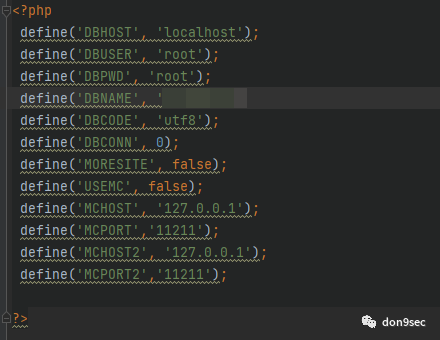 <?php
define('DBHOST', 'localhost');
define('DBUSER', 'root');
define('DBPWD', 'root');
define('DBNAME', '
define('DBCODE', 'utf8');
define('DBCONN', 0);
define('MORESITE', false);
define('USEMC', false);
define('MCHOST', '127.0.0.1');
define('MCPORT','11211');
define('MCHOST2', '127.0.0.1');
define('MCPORT2','11211');
?>
don9sec